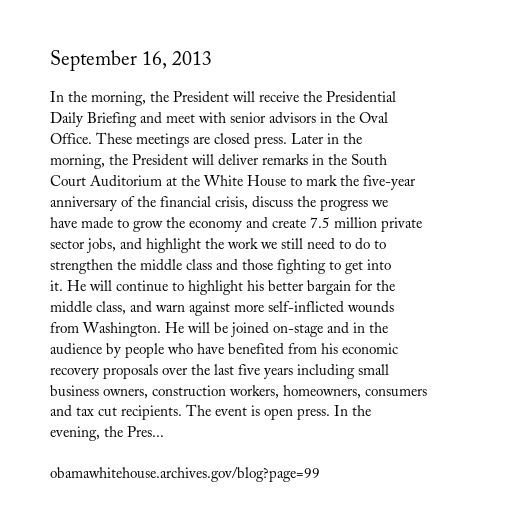 September 16, 2013
In the morning, the President will receive the Presidential
Daily Briefing and meet with senior advisors in the Oval
Office. These meetings are closed press. Later in the
morning, the President will deliver remarks in the South
Court Auditorium at the White House to mark the five-year
anniversary of the financial crisis, discuss the progress we
have made to grow the economy and create 7.5 million private
sector jobs, and highlight the work we still need to do to
strengthen the middle class and those fighting to get into
it. He will continue to highlight his better bargain for the
middle class, and warn against more self-inflicted wounds
from Washington. He will be joined on-stage and in the
audience by people who have benefited from his economic
recovery proposals over the last five years including small
business owners, construction workers, homeowners, consumers
and tax cut recipients. The event is open press. In the
evening, the Pres...
obamawhitehouse.archives.gov/blog?page=99